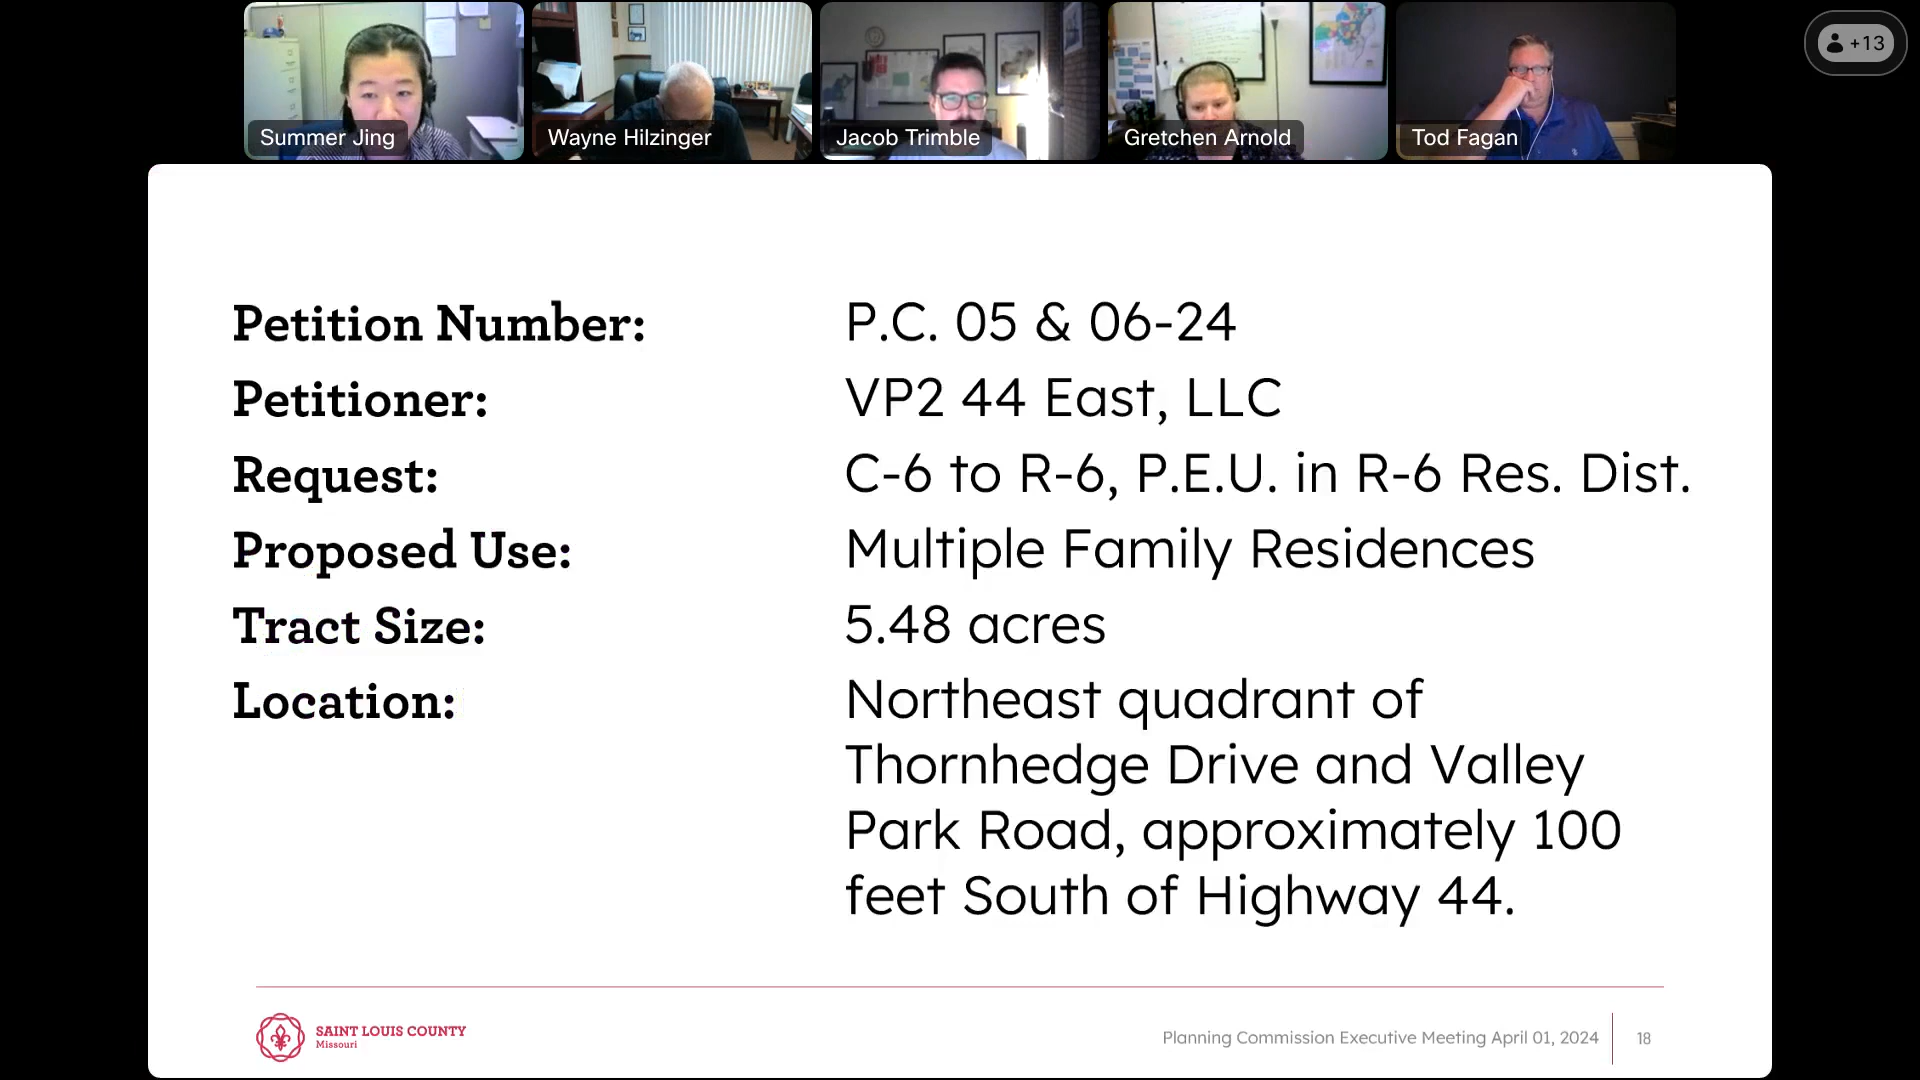 Summer Jing
Wayne Hilzinger
Jacob Trimble
Gretchen Arnold
Tod Fagan
+13
Petition Number: P.C. 05 & 06-24
Petitioner: VP2 44 East, LLC
Request: C-6 to R-6, P.E.U. in R-6 Res. Dist.
Proposed Use: Multiple Family Residences
Tract Size: 5.48 acres
Location: Northeast quadrant of
Thornhedge Drive and Valley
Park Road, approximately 100
feet South of Highway 44.
SAINT LOUIS COUNTY
Missouri
Planning Commission Executive Meeting April 01, 2024
18